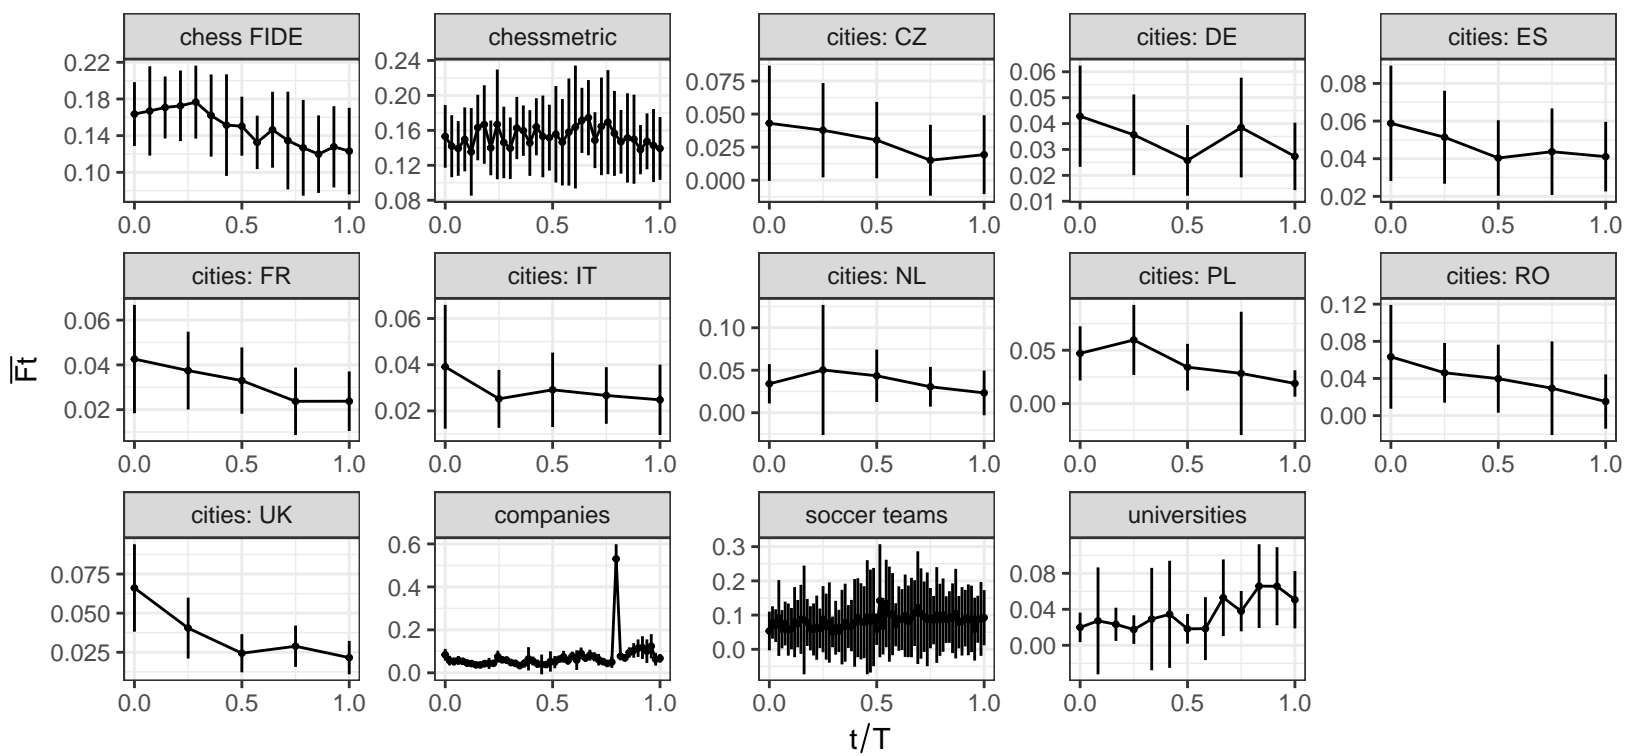 chess FIDE chessmetric cities: CZ cities: DE cities: ES
0.22 0.18 0.14 0.10
0.24 0.20 0.16 0.12 0.08
0.075 0.050 0.025 0.000
0.06 0.05 0.04 0.03 0.02 0.01
0.08 0.06 0.04 0.02
0.0 0.5 1.0 0.0 0.5 1.0 0.0 0.5 1.0 0.0 0.5 1.0 0.0 0.5 1.0
cities: FR cities: IT cities: NL cities: PL cities: RO
0.06 0.04 0.02
0.06 0.04 0.02
0.10 0.05 0.00
0.05 0.00
0.12 0.08 0.04 0.00
0.0 0.5 1.0 0.0 0.5 1.0 0.0 0.5 1.0 0.0 0.5 1.0 0.0 0.5 1.0
cities: UK companies soccer teams universities
0.075 0.050 0.025
0.6 0.4 0.2 0.0
0.3 0.2 0.1 0.0
0.08 0.04 0.00
0.0 0.5 1.0 0.0 0.5 1.0 0.0 0.5 1.0 0.0 0.5 1.0
F̅t̅
t/T